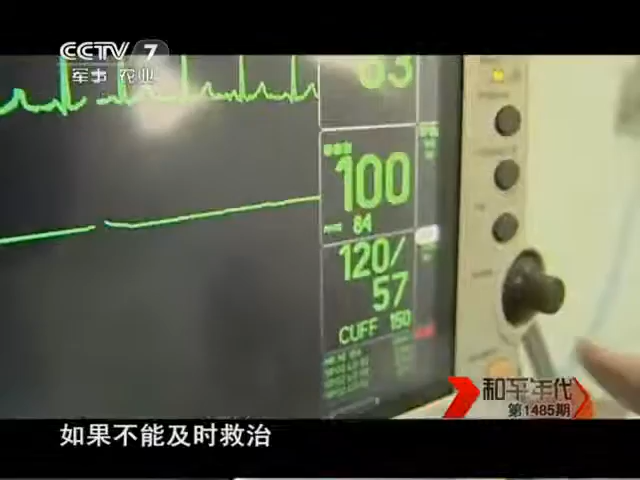 CCTV 7
军事 农业
63
100
84
120/
57
CUFF 150
和平年代
第1485期
如果不能及时救治